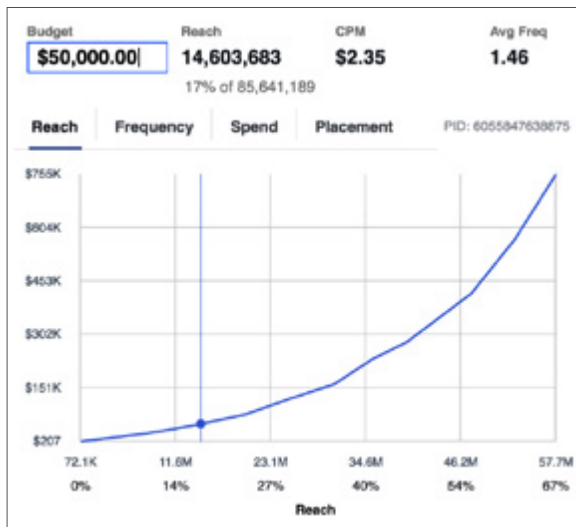 Budget Reach CPM Avg Freq
$50,000.00 14,603,683 $2.35 1.46
17% of 85,641,189
Reach Frequency Spend Placement PID: 6055847638875
$755K
$604K
$453K
$302K
$151K
$207
72.1K 11.6M 23.1M 34.6M 46.2M 57.7M
0% 14% 27% 40% 54% 67%
Reach